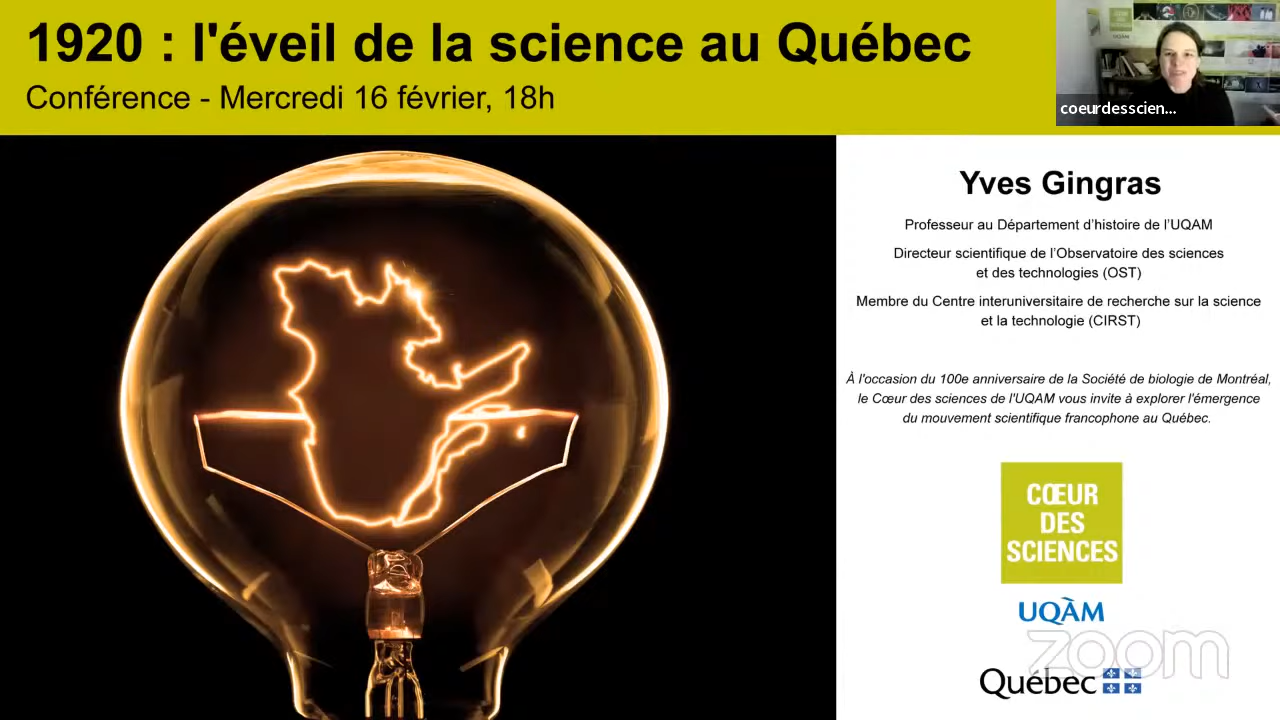 1920 : l'éveil de la science au Québec
Conférence - Mercredi 16 février, 18h
coeurdesscien...
Yves Gingras
Professeur au Département d'histoire de l'UQAM
Directeur scientifique de l'Observatoire des sciences
et des technologies (OST)
Membre du Centre interuniversitaire de recherche sur la science
et la technologie (CIRST)
À l'occasion du 100e anniversaire de la Société de biologie de Montréal,
le Cœur des sciences de l'UQAM vous invite à explorer l'émergence
du mouvement scientifique francophone au Québec.
CŒUR
DES
SCIENCES
UQÀM
zoom
Québec